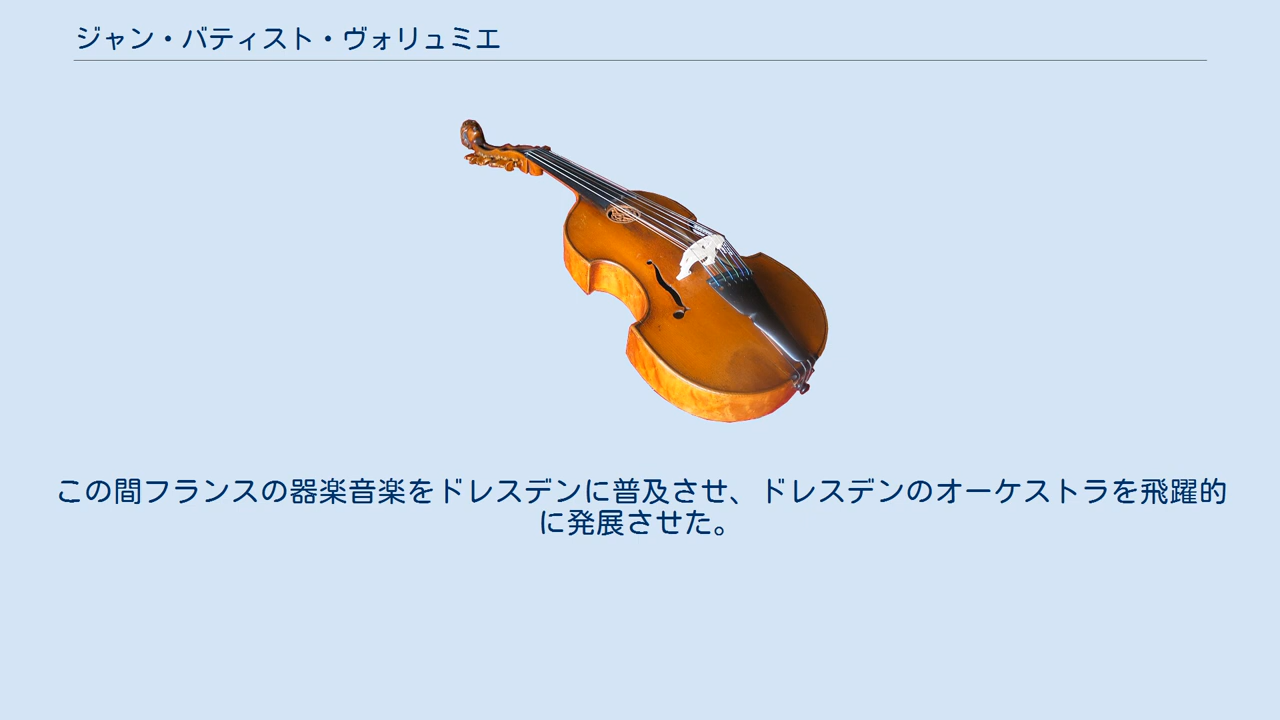 ジャン・バティスト・ヴォリュミエ
この間フランスの器楽音楽をドレスデンに普及させ、ドレスデンのオーケストラを飛躍的
に発展させた。